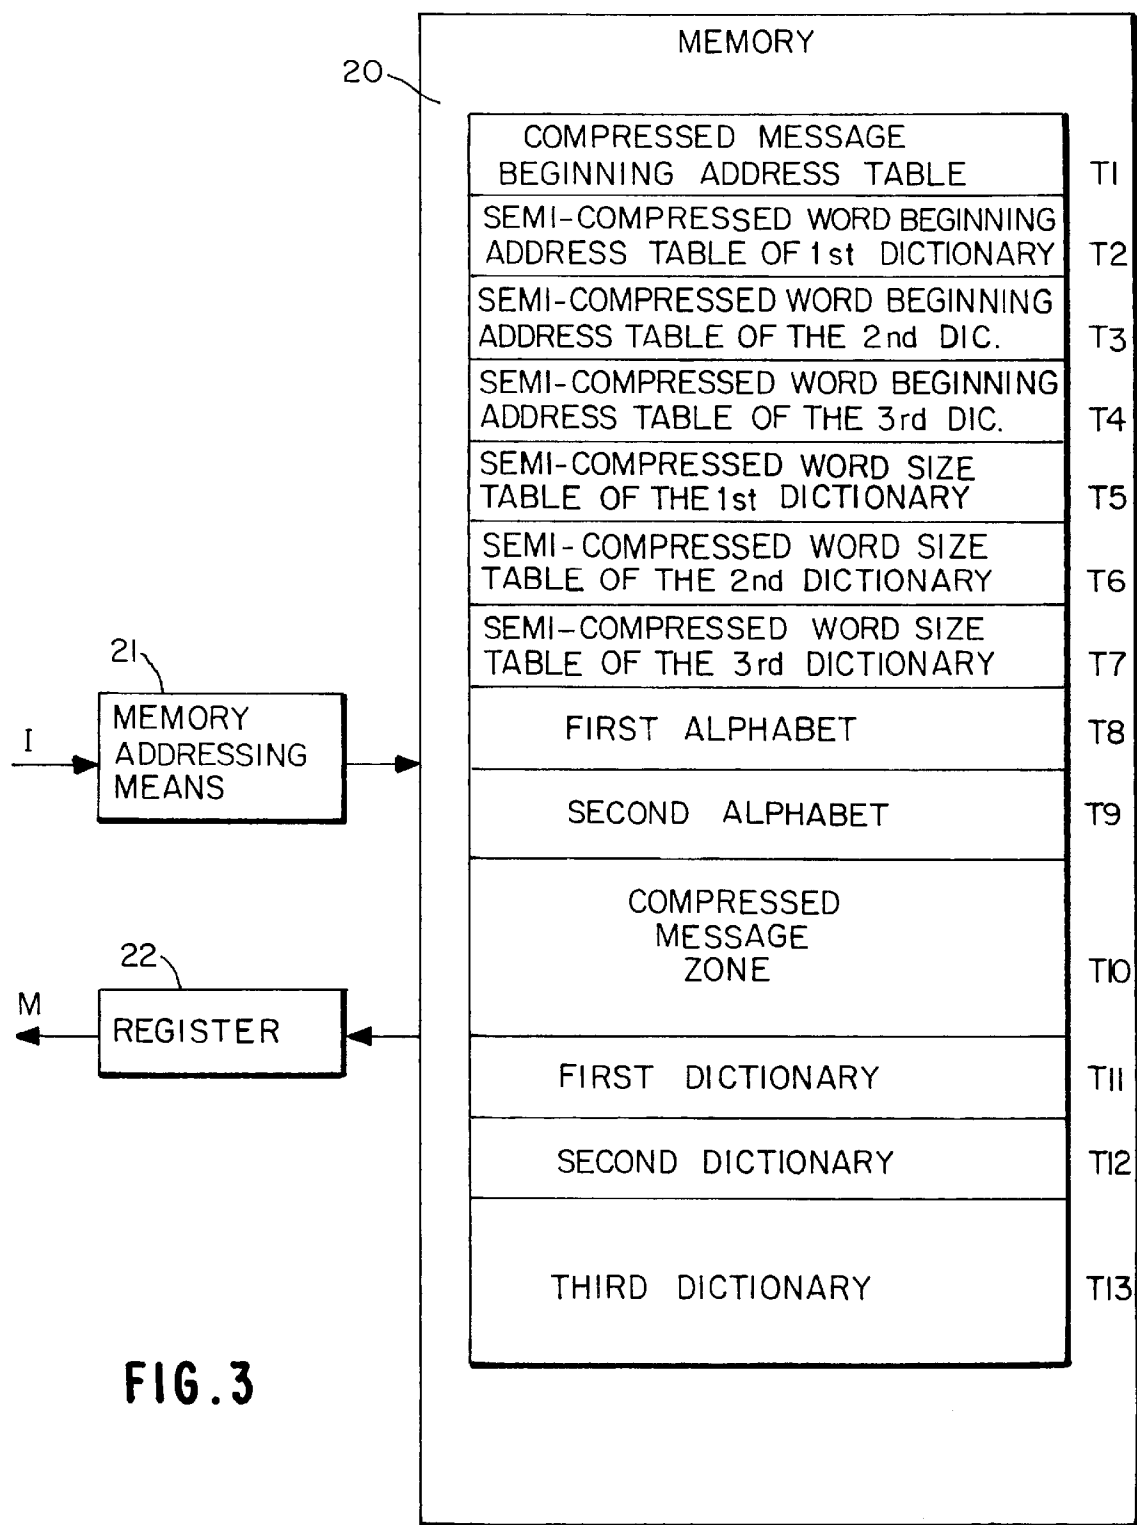 MEMORY
20
COMPRESSED MESSAGE
BEGINNING ADDRESS TABLE T1
SEMI-COMPRESSED WORD BEGINNING
ADDRESS TABLE OF 1st DICTIONARY T2
SEMI-COMPRESSED WORD BEGINNING
ADDRESS TABLE OF THE 2nd DIC. T3
SEMI-COMPRESSED WORD BEGINNING
ADDRESS TABLE OF THE 3rd DIC. T4
SEMI-COMPRESSED WORD SIZE
TABLE OF THE 1st DICTIONARY T5
SEMI-COMPRESSED WORD SIZE
TABLE OF THE 2nd DICTIONARY T6
SEMI-COMPRESSED WORD SIZE
TABLE OF THE 3rd DICTIONARY T7
21
I
MEMORY
ADDRESSING
MEANS
FIRST ALPHABET T8
SECOND ALPHABET T9
COMPRESSED
MESSAGE
ZONE T10
22
M
REGISTER
FIRST DICTIONARY T11
SECOND DICTIONARY T12
THIRD DICTIONARY T13
FIG.3